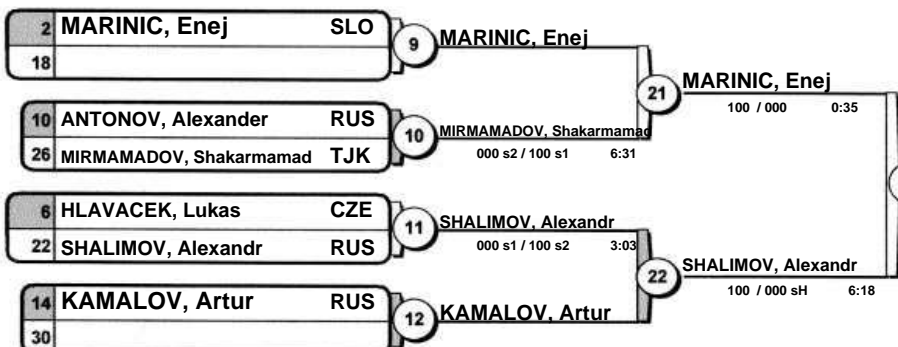 2 MARINIC, Enej SLO
18
9
MARINIC, Enej
10 ANTONOV, Alexander RUS
26 MIRMAMADOV, Shakarmamad TJK
10
MIRMAMADOV, Shakarmamad
000 s2 / 100 s1 6:31
21
MARINIC, Enej
100 / 000 0:35
6 HLAVACEK, Lukas CZE
22 SHALIMOV, Alexandr RUS
11
SHALIMOV, Alexandr
000 s1 / 100 s2 3:03
14 KAMALOV, Artur RUS
30
12
KAMALOV, Artur
22
SHALIMOV, Alexandr
100 / 000 sH 6:18